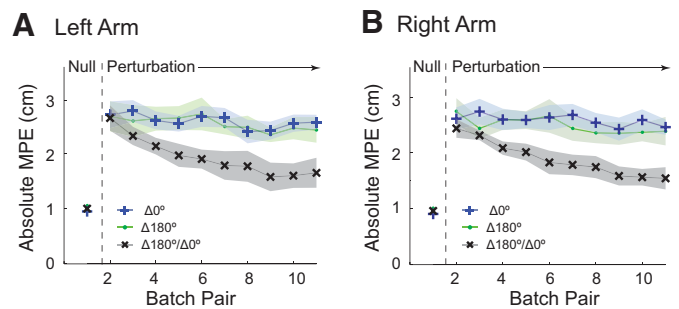 A Left Arm
Null Perturbation
Absolute MPE (cm)
3
2
1
0
Δ0º
Δ180º
Δ180º/Δ0º
2 4 6 8 10
Batch Pair
B Right Arm
Null Perturbation
Absolute MPE (cm)
3
2
1
0
Δ0º
Δ180º
Δ180º/Δ0º
2 4 6 8 10
Batch Pair